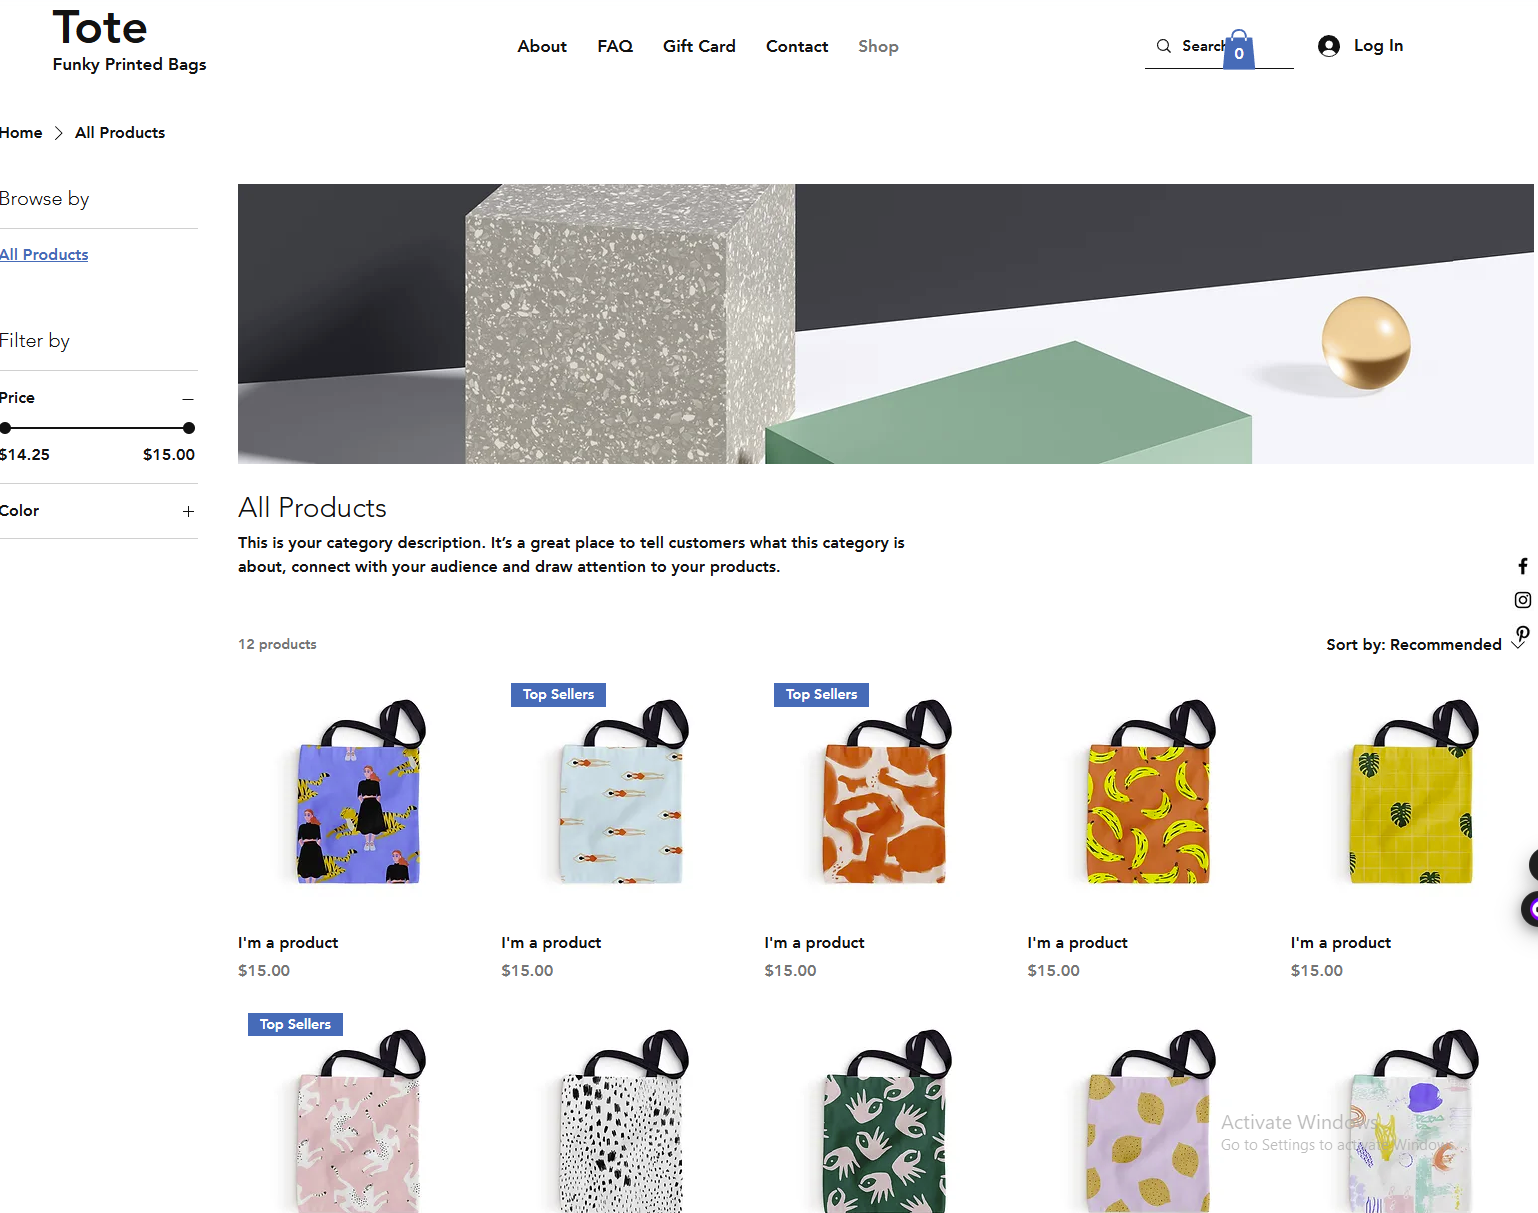 Tote
Funky Printed Bags
About FAQ Gift Card Contact Shop
Search
0
Log In
Home All Products
Browse by
All Products
Filter by
Price
$14.25 $15.00
Color
All Products
This is your category description. It’s a great place to tell customers what this category is
about, connect with your audience and draw attention to your products.
12 products
Sort by: Recommended
Top Sellers
Top Sellers
I'm a product I'm a product I'm a product I'm a product I'm a product
$15.00 $15.00 $15.00 $15.00 $15.00
Top Sellers
Activate Windows
Go to Settings to activate Windows.